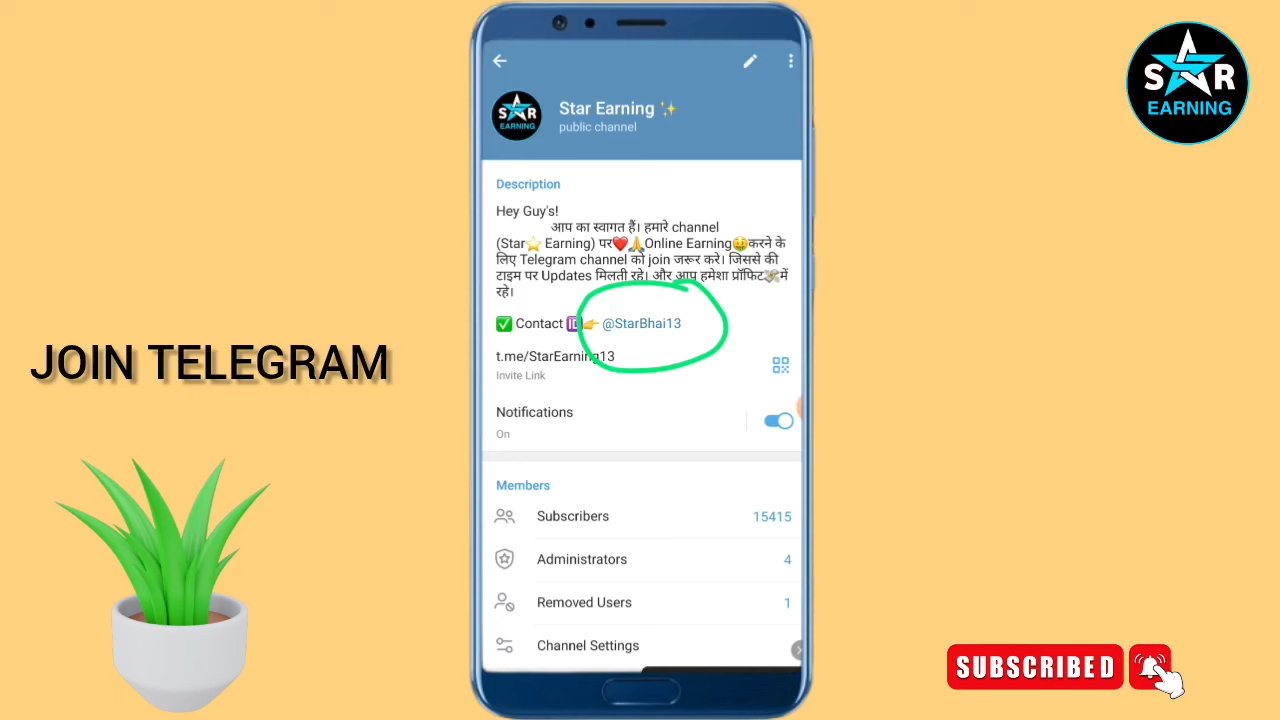 STAR
EARNING
STAR
EARNING
Star Earning ✨
public channel
Description
Hey Guy's!
आप का स्वागत हैं। हमारे channel
(Star⭐ Earning) पर❤️🙏Online Earning🤑करने के
लिए Telegram channel को join जरूर करे। जिससे की
टाइम पर Updates मिलती रहे। और आप हमेशा प्रॉफिट💸में
रहे।
✅ Contact 🆔👉 @StarBhai13
t.me/StarEarning13
Invite Link
JOIN TELEGRAM
Notifications
On
Members
Subscribers 15415
Administrators 4
Removed Users 1
Channel Settings
SUBSCRIBED